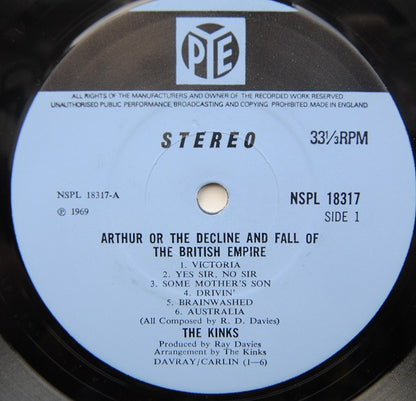 PYE
ALL RIGHTS OF THE MANUFACTURERS AND OWNER OF THE RECORDED WORK RESERVED.
UNAUTHORISED PUBLIC PERFORMANCE, BROADCASTING AND COPYING PROHIBITED. MADE IN ENGLAND
STEREO 33⅓RPM
NSPL 18317-A NSPL 18317
℗ 1969 SIDE 1
ARTHUR OR THE DECLINE AND FALL OF
THE BRITISH EMPIRE
1. VICTORIA
2. YES SIR, NO SIR
3. SOME MOTHER'S SON
4. DRIVIN'
5. BRAINWASHED
6. AUSTRALIA
(All Composed by R. D. Davies)
THE KINKS
Produced by Ray Davies
Arrangement by The Kinks
DAVRAY/CARLIN (1-6)